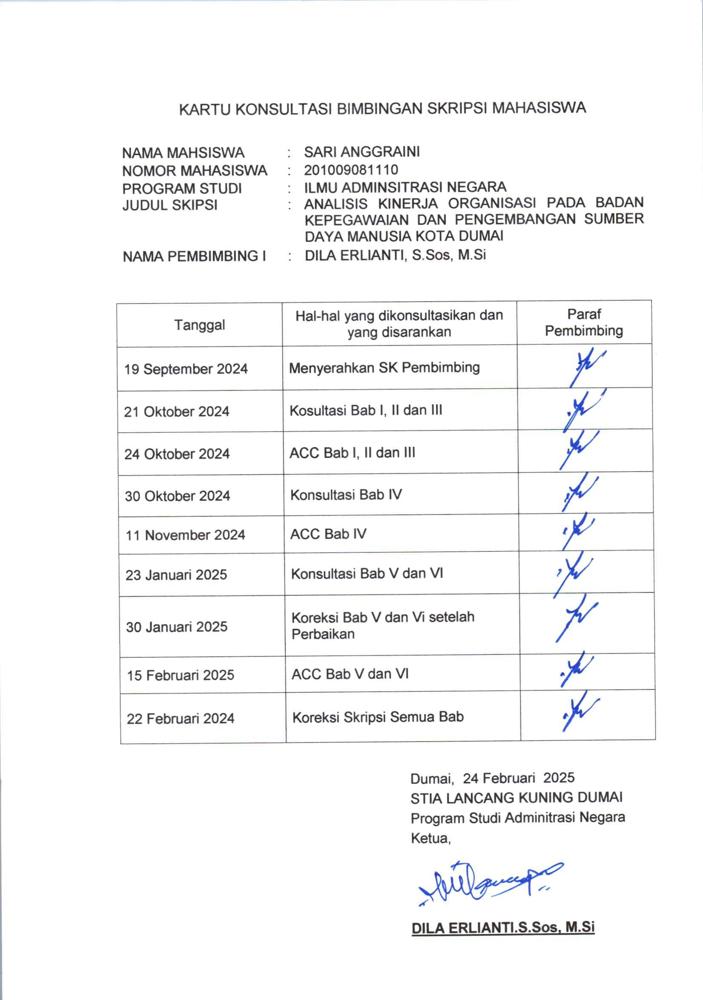 KARTU KONSULTASI BIMBINGAN SKRIPSI MAHASISWA
NAMA MAHSISWA : SARI ANGGRAINI
NOMOR MAHASISWA : 201009081110
PROGRAM STUDI : ILMU ADMINSITRASI NEGARA
JUDUL SKIPSI : ANALISIS KINERJA ORGANISASI PADA BADAN
KEPEGAWAIAN DAN PENGEMBANGAN SUMBER
DAYA MANUSIA KOTA DUMAI
NAMA PEMBIMBING I : DILA ERLIANTI, S.Sos, M.Si
Tanggal
Hal-hal yang dikonsultasikan dan
yang disarankan
Paraf
Pembimbing
19 September 2024 Menyerahkan SK Pembimbing
21 Oktober 2024 Kosultasi Bab I, II dan III
24 Oktober 2024 ACC Bab I, II dan III
30 Oktober 2024 Konsultasi Bab IV
11 November 2024 ACC Bab IV
23 Januari 2025 Konsultasi Bab V dan VI
30 Januari 2025 Koreksi Bab V dan Vi setelah
Perbaikan
15 Februari 2025 ACC Bab V dan VI
22 Februari 2024 Koreksi Skripsi Semua Bab
Dumai, 24 Februari 2025
STIA LANCANG KUNING DUMAI
Program Studi Adminitrasi Negara
Ketua,
DILA ERLIANTI.S.Sos, M.Si